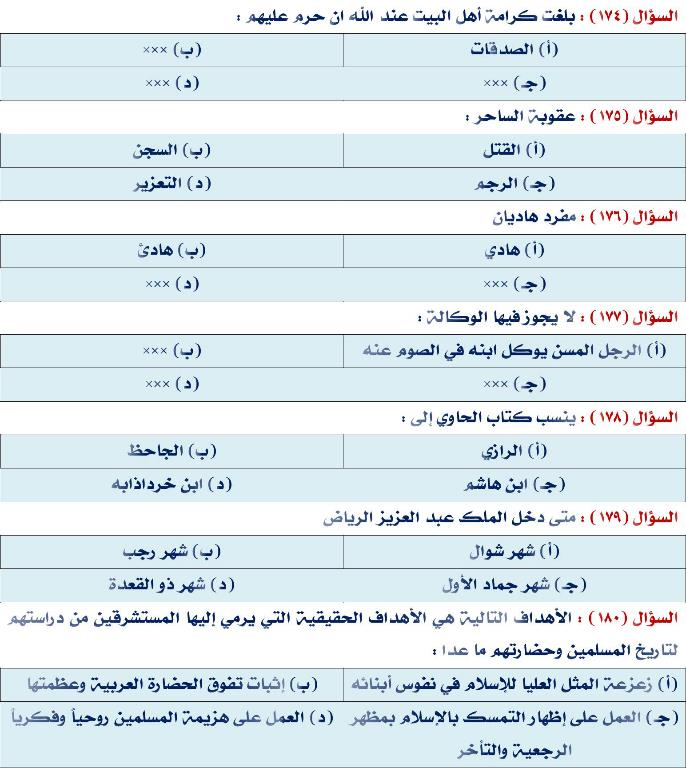 السؤال (١٧٤) : بلغت كرامة أهل البيت عند الله ان حرم عليهم :
(أ) الصدقات (ب) ×××
(جـ) ××× (د) ×××
السؤال (١٧٥) : عقوبة الساحر :
(أ) القتل (ب) السجن
(جـ) الرجم (د) التعزير
السؤال (١٧٦) : مفرد هاديان
(أ) هادي (ب) هادئ
(جـ) ××× (د) ×××
السؤال (١٧٧) : لا يجوز فيها الوكالة :
(أ) الرجل المسن يوكل ابنه في الصوم عنه (ب) ×××
(جـ) ××× (د) ×××
السؤال (١٧٨) : ينسب كتاب الحاوي إلى :
(أ) الرازي (ب) الجاحظ
(جـ) ابن هاشم (د) ابن خرداذابه
السؤال (١٧٩) : متى دخل الملك عبد العزيز الرياض
(أ) شهر شوال (ب) شهر رجب
(جـ) شهر جماد الأول (د) شهر ذو القعدة
السؤال (١٨٠) : الأهداف التالية هي الأهداف الحقيقية التي يرمي إليها المستشرقين من دراستهم
لتاريخ المسلمين وحضارتهم ما عدا :
(أ) زعزعة المثل العليا للإسلام في نفوس أبنائه (ب) إثبات تفوق الحضارة العربية وعظمتها
(جـ) العمل على إظهار التمسك بالإسلام بمظهر (د) العمل على هزيمة المسلمين روحياً وفكرياً
الرجعية والتأخر